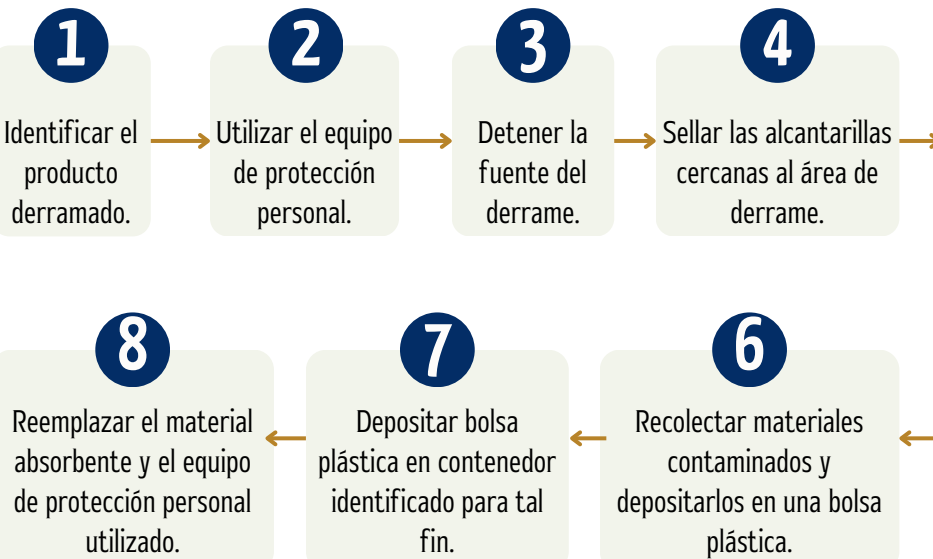 1
Identificar el
producto
derramado.
2
Utilizar el equipo
de protección
personal.
3
Detener la
fuente del
derrame.
4
Sellar las alcantarillas
cercanas al área de
derrame.
6
Recolectar materiales
contaminados y
depositarlos en una bolsa
plástica.
7
Depositar bolsa
plástica en contenedor
identificado para tal
fin.
8
Reemplazar el material
absorbente y el equipo
de protección personal
utilizado.